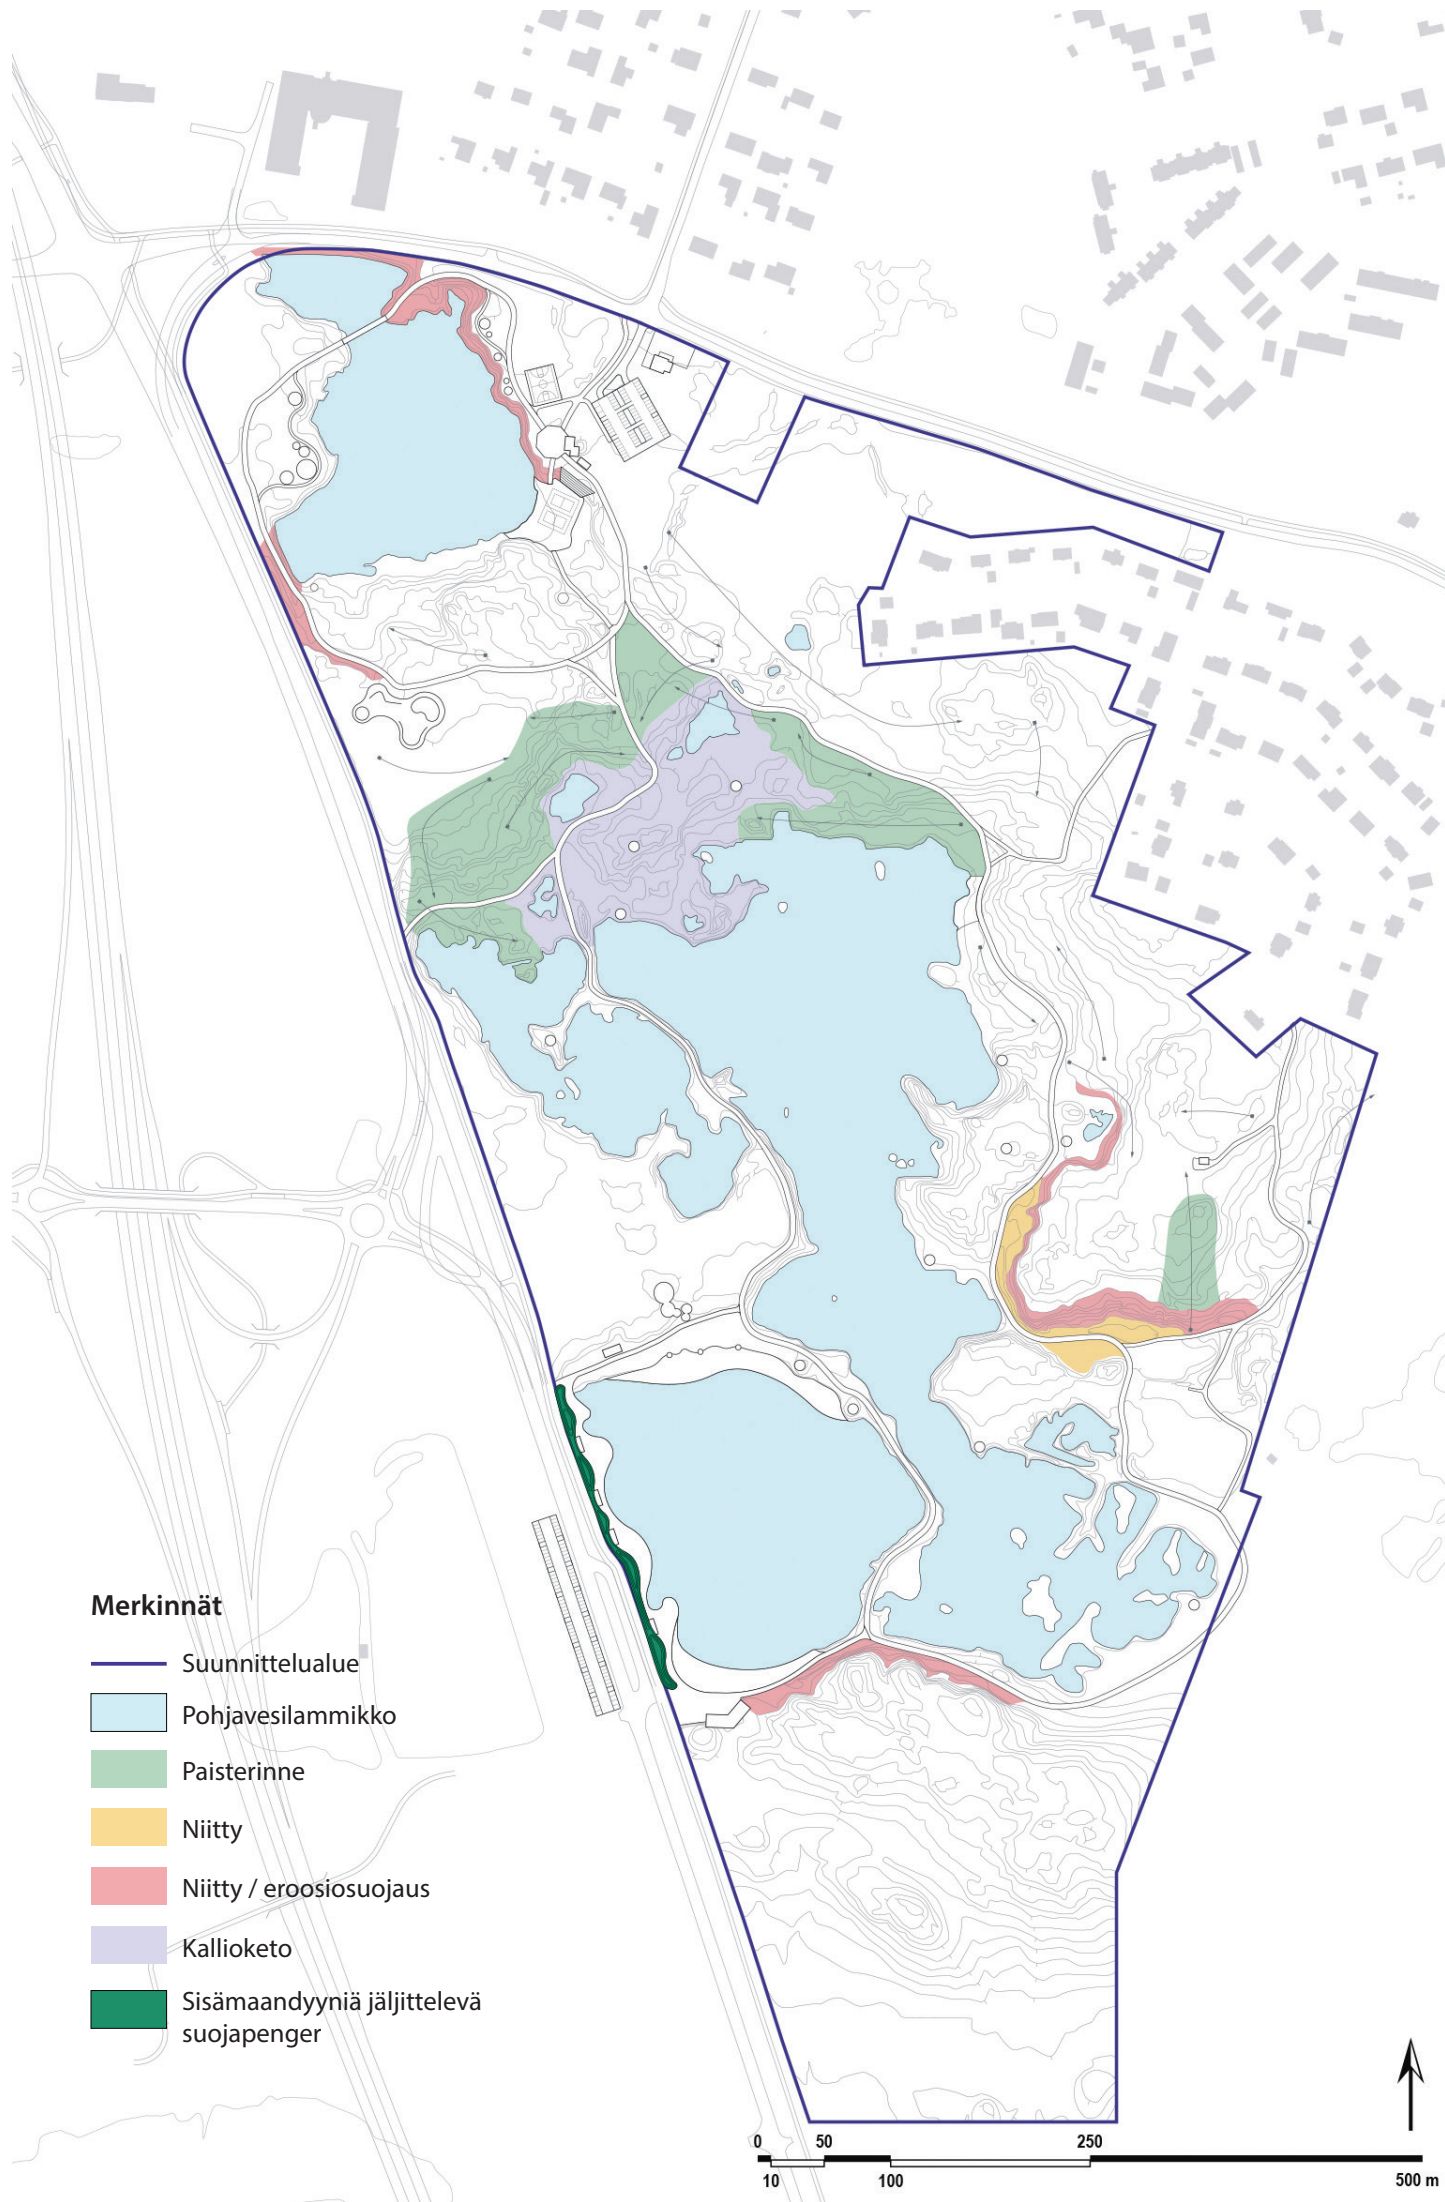 Merkinnät
Suunnittelualue
Pohjavesilammikko
Paisterinne
Niitty
Niitty / eroosiosuojaus
Kallioketo
Sisämaandyyniä jäljittelevä
suojapenger
0 50 250
10 100 500 m